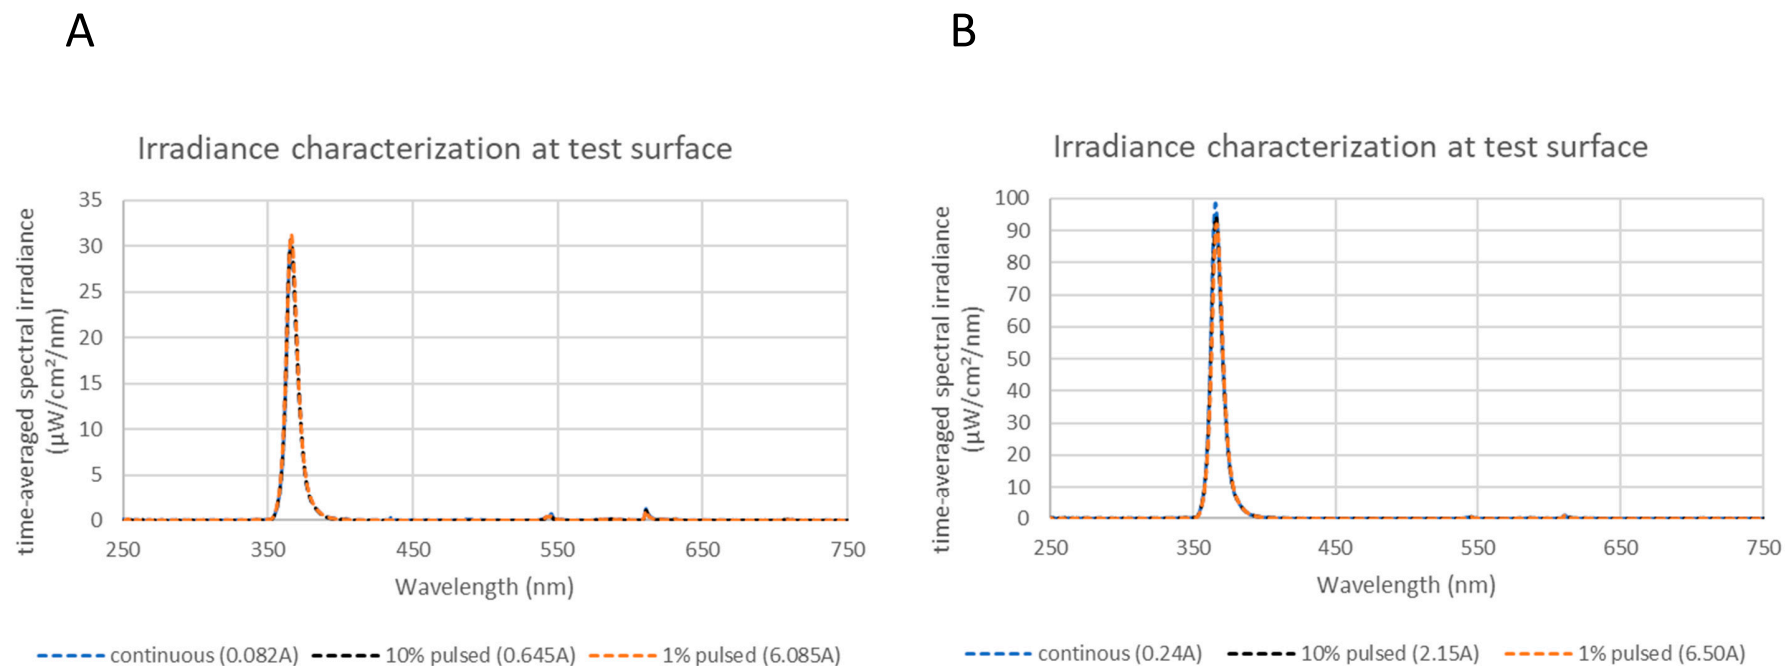 A
Irradiance characterization at test surface
time-averaged spectral irradiance
(µW/cm²/nm)
35
30
25
20
15
10
5
0
250 350 450 550 650 750
Wavelength (nm)
continuous (0.082A) 10% pulsed (0.645A) 1% pulsed (6.085A)
B
Irradiance characterization at test surface
time-averaged spectral irradiance
(µW/cm²/nm)
100
90
80
70
60
50
40
30
20
10
0
250 350 450 550 650 750
Wavelength (nm)
continous (0.24A) 10% pulsed (2.15A) 1% pulsed (6.50A)